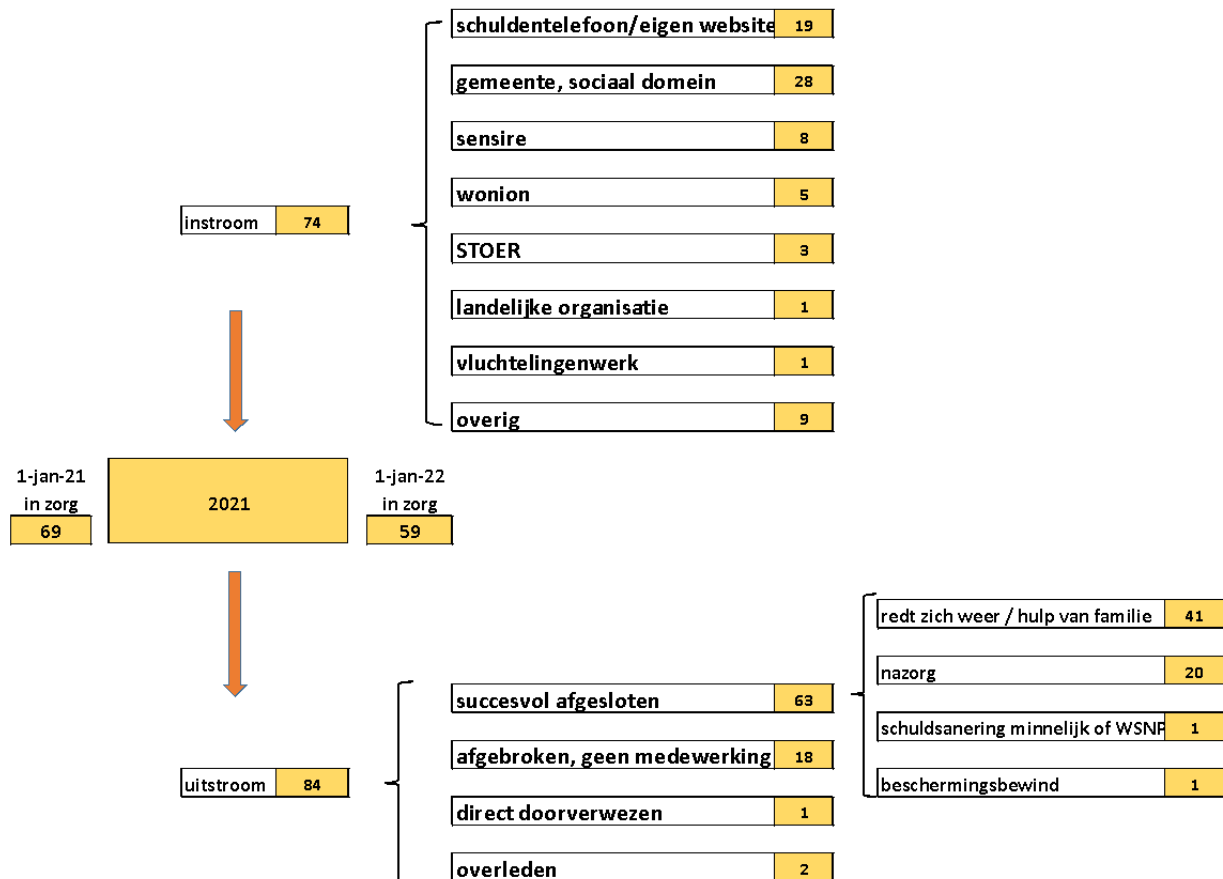 schuldentelefoon/eigen website 19
gemeente, sociaal domein 28
sensire 8
wonion 5
instroom 74
STOER 3
landelijke organisatie 1
vluchtelingenwerk 1
overig 9
1-jan-21
in zorg
69
2021
1-jan-22
in zorg
59
redt zich weer / hulp van familie 41
nazorg 20
succesvol afgesloten 63
schuldsanering minnelijk of WSNP 1
afgebroken, geen medewerking 18
uitstroom 84
beschermingsbewind 1
direct doorverwezen 1
overleden 2